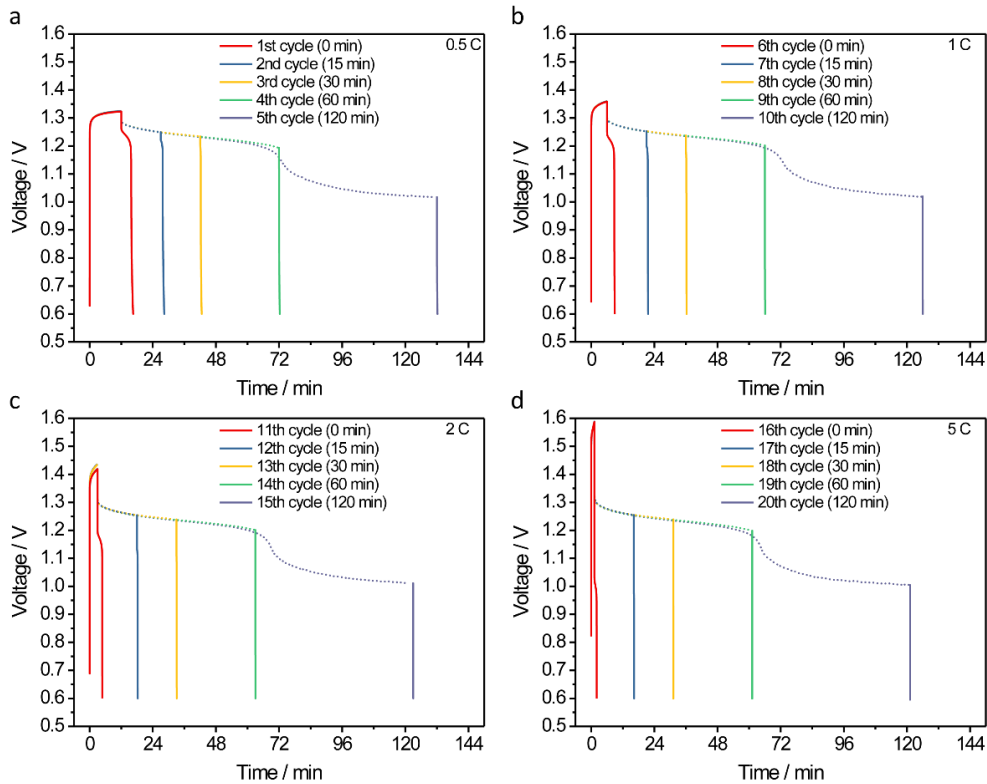 a
0.5 C
1st cycle (0 min)
2nd cycle (15 min)
3rd cycle (30 min)
4th cycle (60 min)
5th cycle (120 min)
Voltage / V
1.6
1.5
1.4
1.3
1.2
1.1
1.0
0.9
0.8
0.7
0.6
0.5
0 24 48 72 96 120 144
Time / min
b
1 C
6th cycle (0 min)
7th cycle (15 min)
8th cycle (30 min)
9th cycle (60 min)
10th cycle (120 min)
Voltage / V
1.6
1.5
1.4
1.3
1.2
1.1
1.0
0.9
0.8
0.7
0.6
0.5
0 24 48 72 96 120 144
Time / min
c
2 C
11th cycle (0 min)
12th cycle (15 min)
13th cycle (30 min)
14th cycle (60 min)
15th cycle (120 min)
Voltage / V
1.6
1.5
1.4
1.3
1.2
1.1
1.0
0.9
0.8
0.7
0.6
0.5
0 24 48 72 96 120 144
Time / min
d
5 C
16th cycle (0 min)
17th cycle (15 min)
18th cycle (30 min)
19th cycle (60 min)
20th cycle (120 min)
Voltage / V
1.6
1.5
1.4
1.3
1.2
1.1
1.0
0.9
0.8
0.7
0.6
0.5
0 24 48 72 96 120 144
Time / min